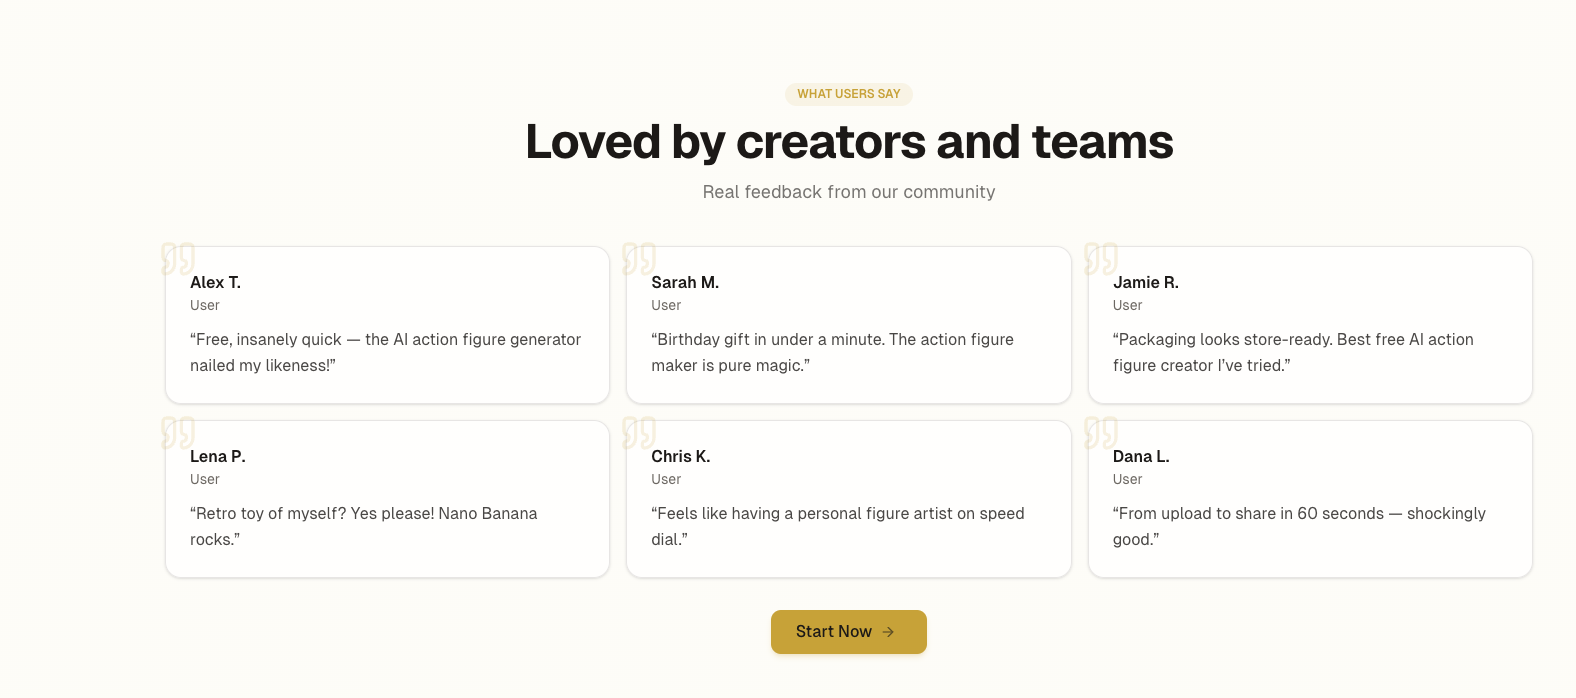 WHAT USERS SAY
Loved by creators and teams
Real feedback from our community
Alex T.
User
“Free, insanely quick — the AI action figure generator
nailed my likeness!”
Sarah M.
User
“Birthday gift in under a minute. The action figure
maker is pure magic.”
Jamie R.
User
“Packaging looks store-ready. Best free AI action
figure creator I’ve tried.”
Lena P.
User
“Retro toy of myself? Yes please! Nano Banana
rocks.”
Chris K.
User
“Feels like having a personal figure artist on speed
dial.”
Dana L.
User
“From upload to share in 60 seconds — shockingly
good.”
Start Now →